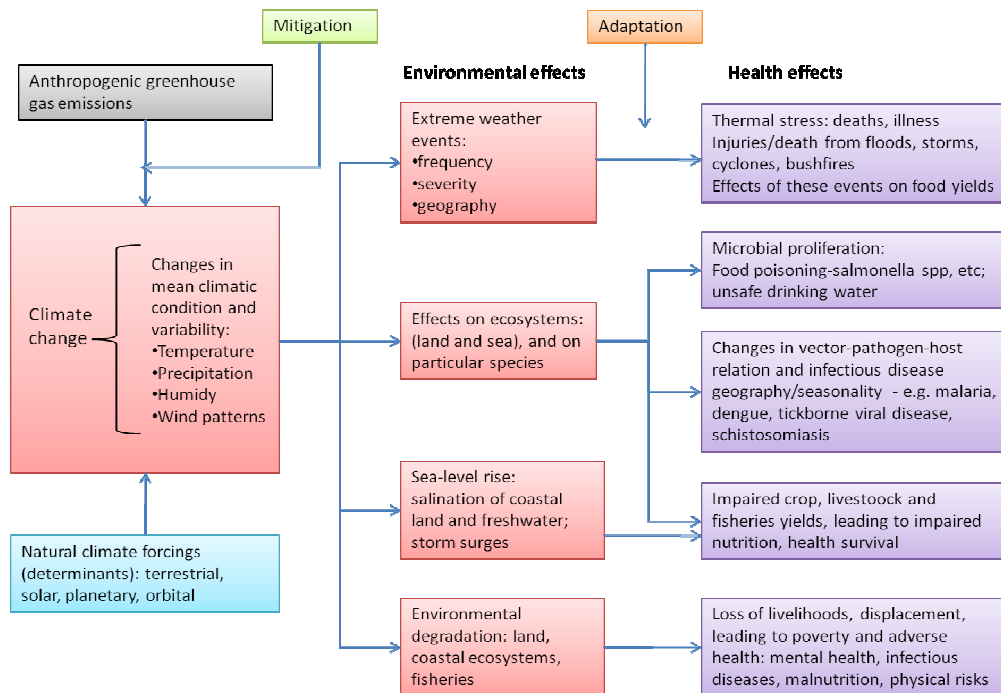 Mitigation
Adaptation
Anthropogenic greenhouse
gas emissions
Environmental effects
Health effects
Extreme weather
events:
•frequency
•severity
•geography
Thermal stress: deaths, illness
Injuries/death from floods, storms,
cyclones, bushfires
Effects of these events on food yields
Climate
change
Changes in
mean climatic
condition and
variability:
•Temperature
•Precipitation
•Humidy
•Wind patterns
Effects on ecosystems:
(land and sea), and on
particular species
Microbial proliferation:
Food poisoning-salmonella spp, etc;
unsafe drinking water
Changes in vector-pathogen-host
relation and infectious disease
geography/seasonality - e.g. malaria,
dengue, tickborne viral disease,
schistosomiasis
Sea-level rise:
salination of coastal
land and freshwater;
storm surges
Impaired crop, livestoock and
fisheries yields, leading to impaired
nutrition, health survival
Natural climate forcings
(determinants): terrestrial,
solar, planetary, orbital
Environmental
degradation: land,
coastal ecosystems,
fisheries
Loss of livelihoods, displacement,
leading to poverty and adverse
health: mental health, infectious
diseases, malnutrition, physical risks